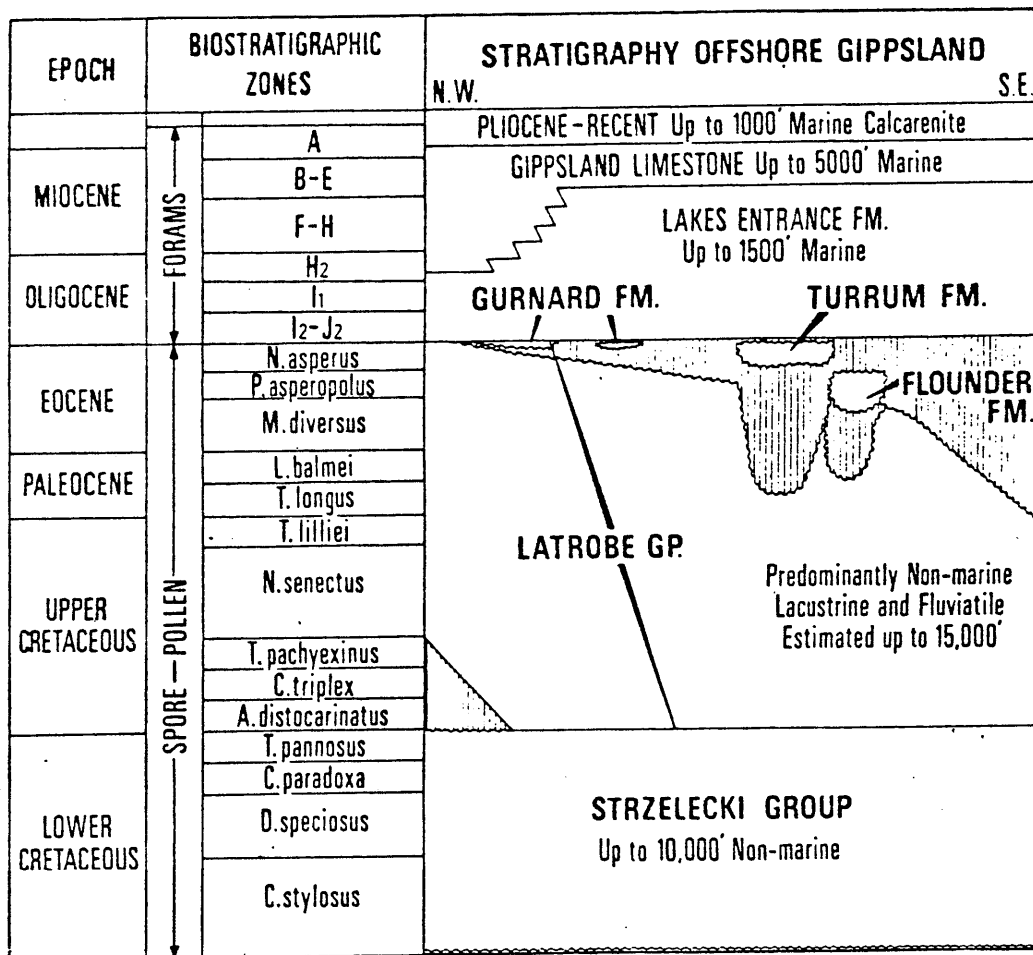 EPOCH
BIOSTRATIGRAPHIC
ZONES
STRATIGRAPHY OFFSHORE GIPPSLAND
N.W.
S.E.
MIOCENE
OLIGOCENE
EOCENE
PALEOCENE
UPPER
CRETACEOUS
LOWER
CRETACEOUS
FORAMS
SPORE—POLLEN
A
B-E
F-H
H2
I1
I2-J2
N.asperus
P.asperopolus
M.diversus
L.balmei
T.longus
T.lilliei
N.senectus
T.pachyexinus
C.triplex
A.distocarinatus
T.pannosus
C.paradoxa
D.speciosus
C.stylosus
PLIOCENE-RECENT Up to 1000' Marine Calcarenite
GIPPSLAND LIMESTONE Up to 5000' Marine
LAKES ENTRANCE FM.
Up to 1500' Marine
GURNARD FM.
TURRUM FM.
FLOUNDER
FM.
LATROBE GP.
Predominantly Non-marine
Lacustrine and Fluviatile
Estimated up to 15,000'
STRZELECKI GROUP
Up to 10,000' Non-marine